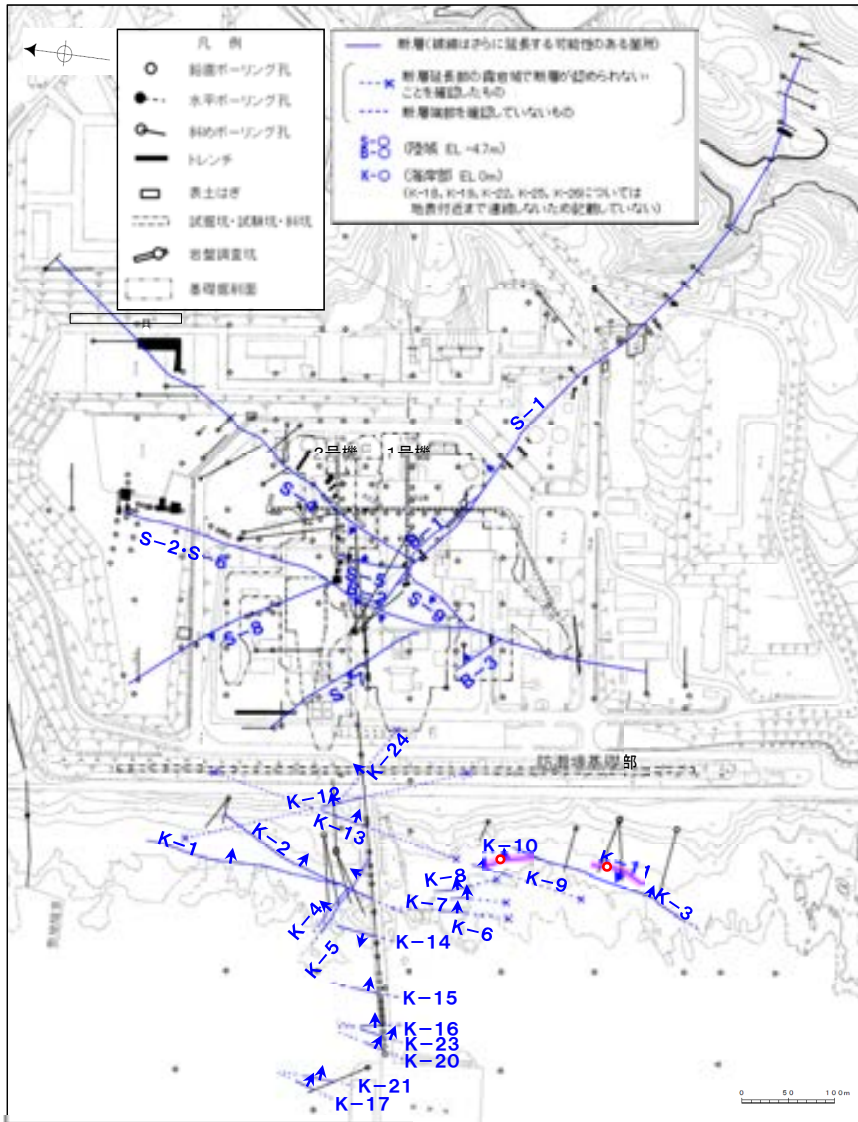 凡 例
鉛直ボーリング孔
水平ボーリング孔
斜めボーリング孔
トレンチ
表土はぎ
試掘坑・試験坑・斜坑
岩盤調査坑
基礎掘削面
断層(破線はさらに延長する可能性のある箇所)
断層延長部の露岩域で断層が認められない
ことを確認したもの
断層端部を確認していないもの
S-○
B-○
(陸域 EL -4.7m)
K-○
(海岸部 EL 0m)
(K-18、K-19、K-22、K-25、K-26については
地表付近まで連続しないため記載していない)
S-1
2号機
1号機
S-4
B-1
S-2・S-6
S-5
B-2
S-9
S-8
S-7
B-3
K-24
防潮堤基礎部
K-12
K-13
K-1
K-2
K-10
K-11
K-8
K-9
K-3
K-7
K-6
K-4
K-5
K-14
K-15
K-16
K-23
K-20
K-21
K-17
0 50 100m